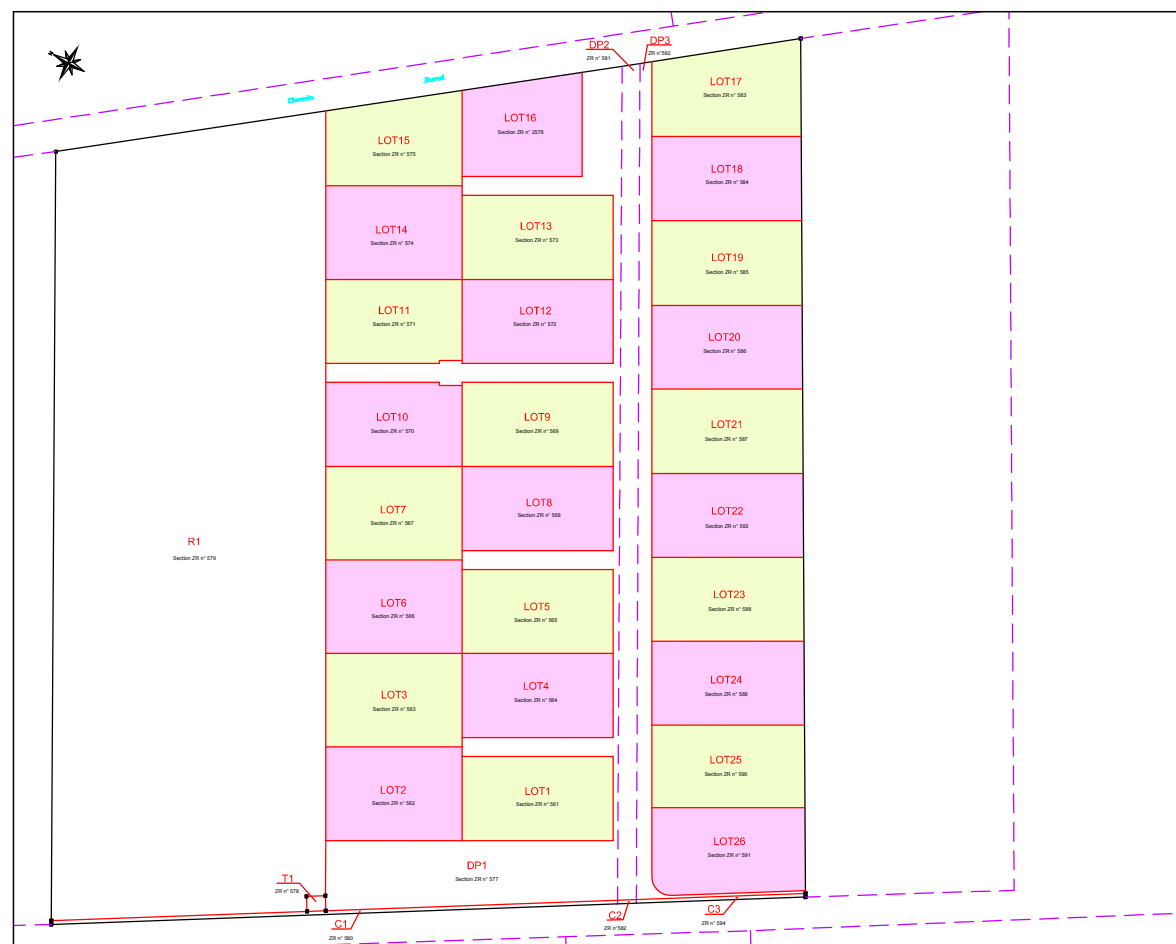 DP2
ZR n°581
DP3
ZR n°592
Chemin
Rural
LOT17
Section ZR n° 583
LOT16
Section ZR n° 2576
LOT15
Section ZR n° 575
LOT18
Section ZR n° 584
LOT14
Section ZR n° 574
LOT13
Section ZR n° 573
LOT19
Section ZR n° 585
LOT11
Section ZR n° 571
LOT12
Section ZR n° 572
LOT20
Section ZR n° 586
LOT10
Section ZR n° 570
LOT9
Section ZR n° 569
LOT21
Section ZR n° 587
LOT7
Section ZR n° 567
LOT8
Section ZR n° 568
LOT22
Section ZR n° 593
R1
Section ZR n° 579
LOT6
Section ZR n° 566
LOT5
Section ZR n° 565
LOT23
Section ZR n° 588
LOT3
Section ZR n° 563
LOT4
Section ZR n° 564
LOT24
Section ZR n° 589
LOT2
Section ZR n° 562
LOT1
Section ZR n° 561
LOT25
Section ZR n° 590
LOT26
Section ZR n° 591
DP1
Section ZR n° 577
T1
ZR n° 578
C1
ZR n° 580
C2
ZR n°582
C3
ZR n° 594